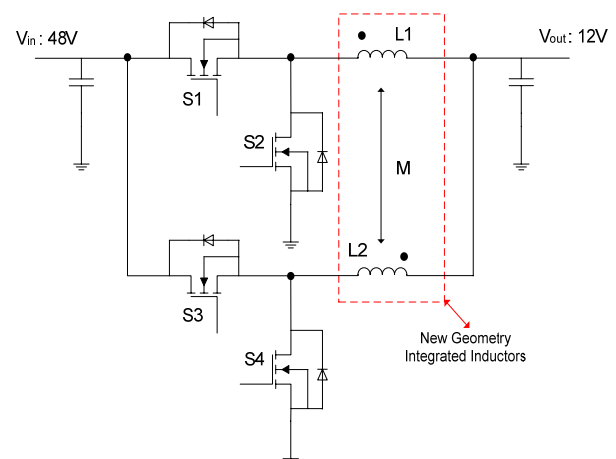 Vin: 48V
L1
Vout: 12V
S1
S2
M
L2
S3
New Geometry
Integrated Inductors
S4